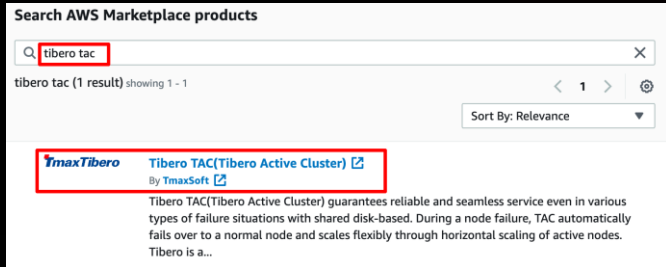 Search AWS Marketplace products
tibero tac
tibero tac (1 result) showing 1 - 1
1
Sort By: Relevance
TmaxTibero
Tibero TAC(Tibero Active Cluster)
By TmaxSoft
Tibero TAC(Tibero Active Cluster) guarantees reliable and seamless service even in various
types of failure situations with shared disk-based. During a node failure, TAC automatically
fails over to a normal node and scales flexibly through horizontal scaling of active nodes.
Tibero is a...